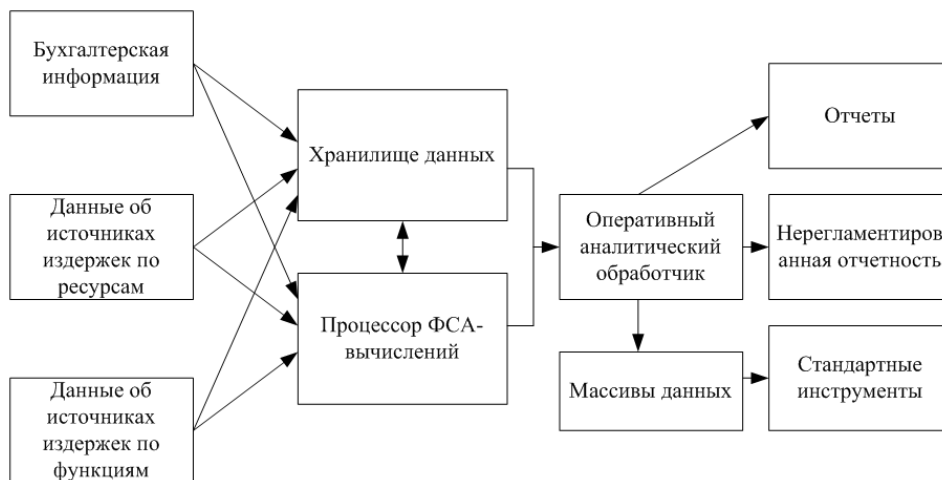 Бухгалтерская
информация
Хранилище данных
Отчеты
Данные об
источниках
издержек по
ресурсам
Оперативный
аналитический
обработчик
Нерегламентиров
анная отчетность
Процессор ФСА-
вычислений
Данные об
источниках
издержек по
функциям
Массивы данных
Стандартные
инструменты